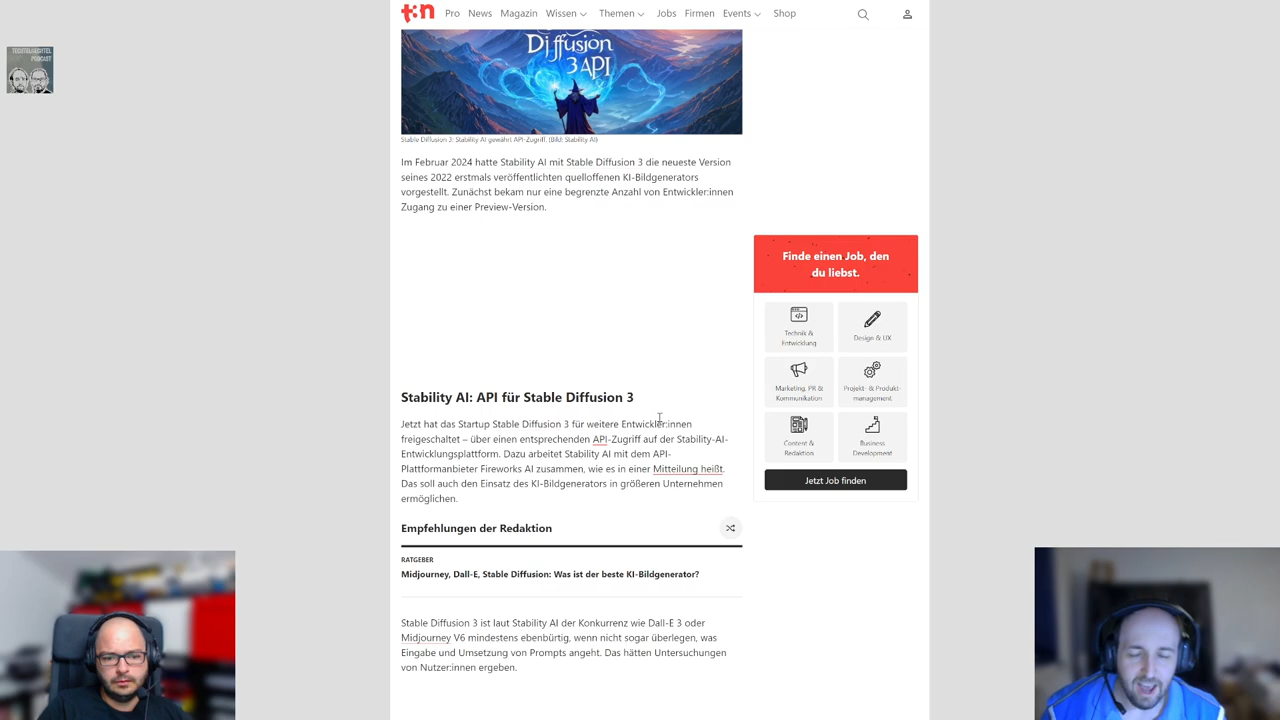 t3n Pro News Magazin Wissen Themen Jobs Firmen Events Shop
TECHTELMECHTEL
PODCAST
Diffusion
3 API
Stable Diffusion 3: Stability AI gewährt API-Zugriff. (Bild: Stability AI)
Im Februar 2024 hatte Stability AI mit Stable Diffusion 3 die neueste Version
seines 2022 erstmals veröffentlichten quelloffenen KI-Bildgenerators
vorgestellt. Zunächst bekam nur eine begrenzte Anzahl von Entwickler:innen
Zugang zu einer Preview-Version.
Stability AI: API für Stable Diffusion 3
Jetzt hat das Startup Stable Diffusion 3 für weitere Entwickler:innen
freigeschaltet – über einen entsprechenden API-Zugriff auf der Stability-AI-
Entwicklungsplattform. Dazu arbeitet Stability AI mit dem API-
Plattformanbieter Fireworks AI zusammen, wie es in einer Mitteilung heißt.
Das soll auch den Einsatz des KI-Bildgenerators in größeren Unternehmen
ermöglichen.
Empfehlungen der Redaktion
RATGEBER
Midjourney, Dall-E, Stable Diffusion: Was ist der beste KI-Bildgenerator?
Stable Diffusion 3 ist laut Stability AI der Konkurrenz wie Dall-E 3 oder
Midjourney V6 mindestens ebenbürtig, wenn nicht sogar überlegen, was
Eingabe und Umsetzung von Prompts angeht. Das hätten Untersuchungen
von Nutzer:innen ergeben.
Finde einen Job, den
du liebst.
Technik &
Entwicklung
Design & UX
Marketing, PR &
Kommunikation
Projekt- & Produkt-
management
Content &
Redaktion
Business
Development
Jetzt Job finden